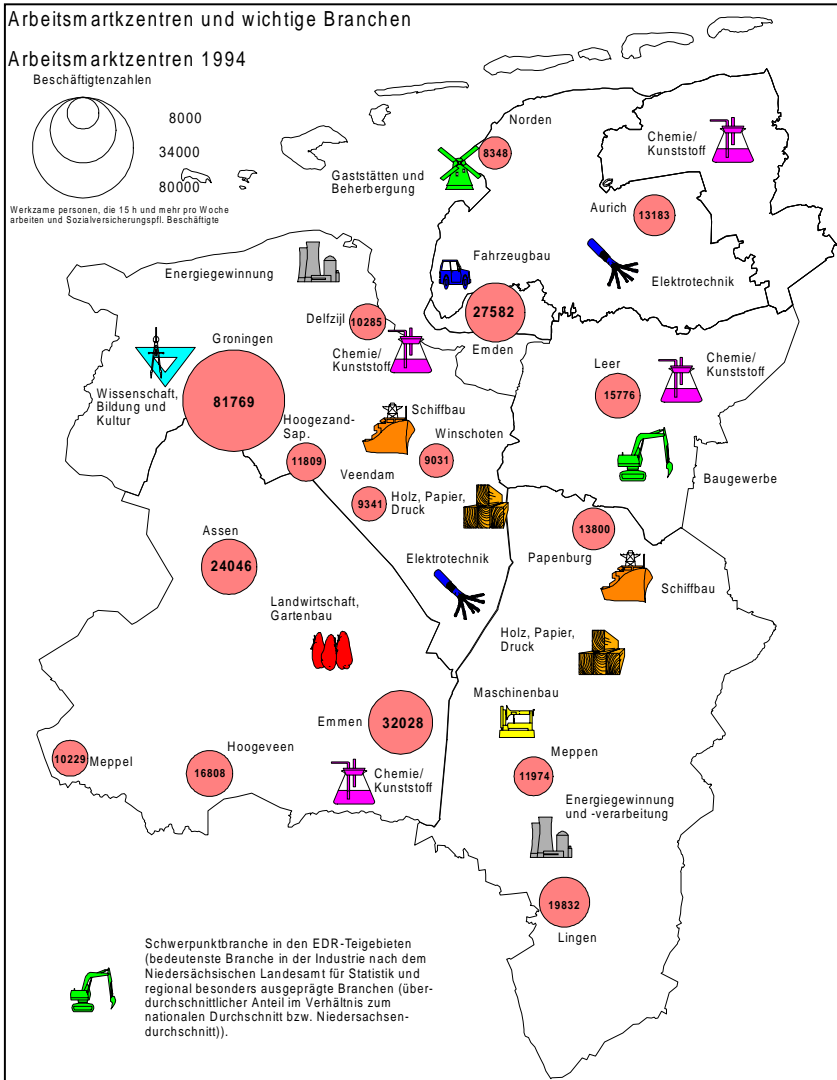 Arbeitsmartkzentren und wichtige Branchen
Arbeitsmarktzentren 1994
Beschäftigtenzahlen
8000
34000
80000
Werkzame personen, die 15 h und mehr pro Woche
arbeiten und Sozialversicherungspfl. Beschäftigte
Norden
8348
Gaststätten und
Beherbergung
Chemie/
Kunststoff
Aurich
13183
Elektrotechnik
Fahrzeugbau
27582
Emden
Energiegewinnung
Delfzijl
10285
Chemie/
Kunststoff
Groningen
81769
Wissenschaft,
Bildung und
Kultur
Hoogezand-
Sap.
11809
Schiffbau
Winschoten
9031
Veendam
9341
Holz, Papier,
Druck
Elektrotechnik
Leer
15776
Chemie/
Kunststoff
Baugewerbe
13800
Papenburg
Schiffbau
Holz, Papier,
Druck
Maschinenbau
Meppen
11974
Energiegewinnung
und -verarbeitung
19832
Lingen
Assen
24046
Landwirtschaft,
Gartenbau
Emmen
32028
Chemie/
Kunststoff
Hoogeveen
16808
10229
Meppel
Schwerpunktbranche in den EDR-Teigebieten
(bedeutenste Branche in der Industrie nach dem
Niedersächsischen Landesamt für Statistik und
regional besonders ausgeprägte Branchen (über-
durchschnittlicher Anteil im Verhältnis zum
nationalen Durchschnitt bzw. Niedersachsen-
durchschnitt)).